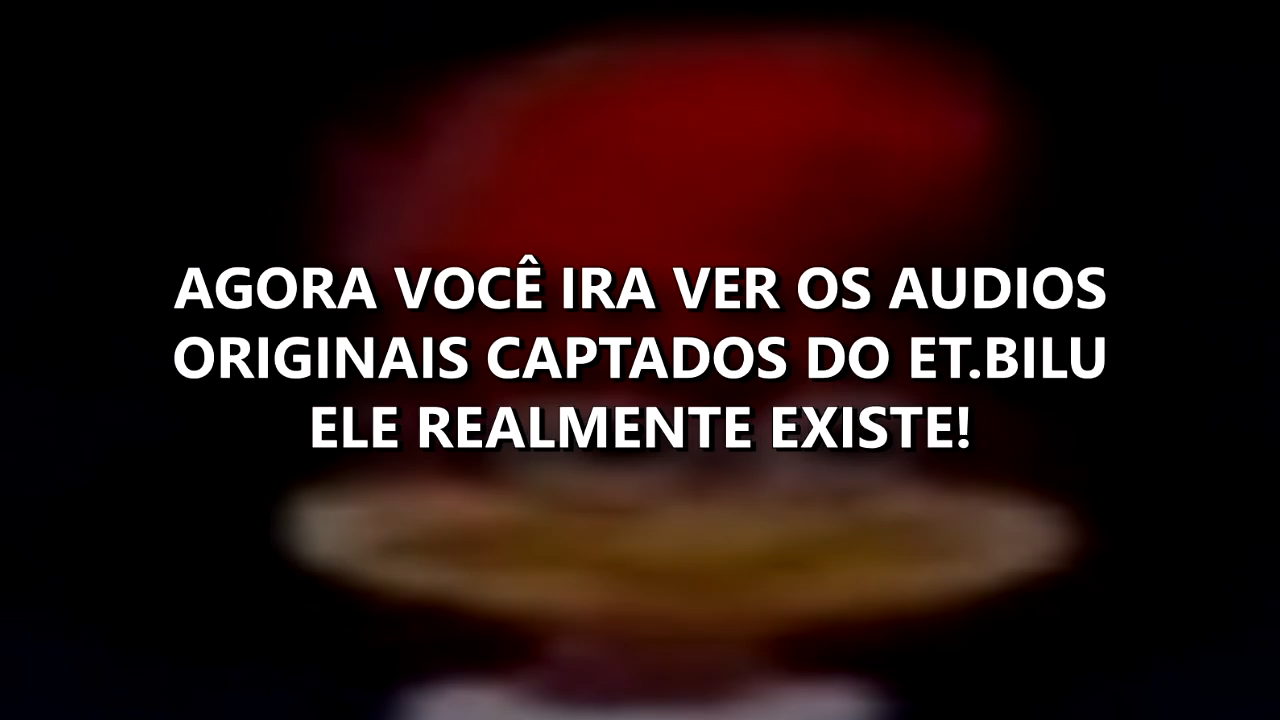 AGORA VOCÊ IRA VER OS AUDIOS
ORIGINAIS CAPTADOS DO ET.BILU
ELE REALMENTE EXISTE!